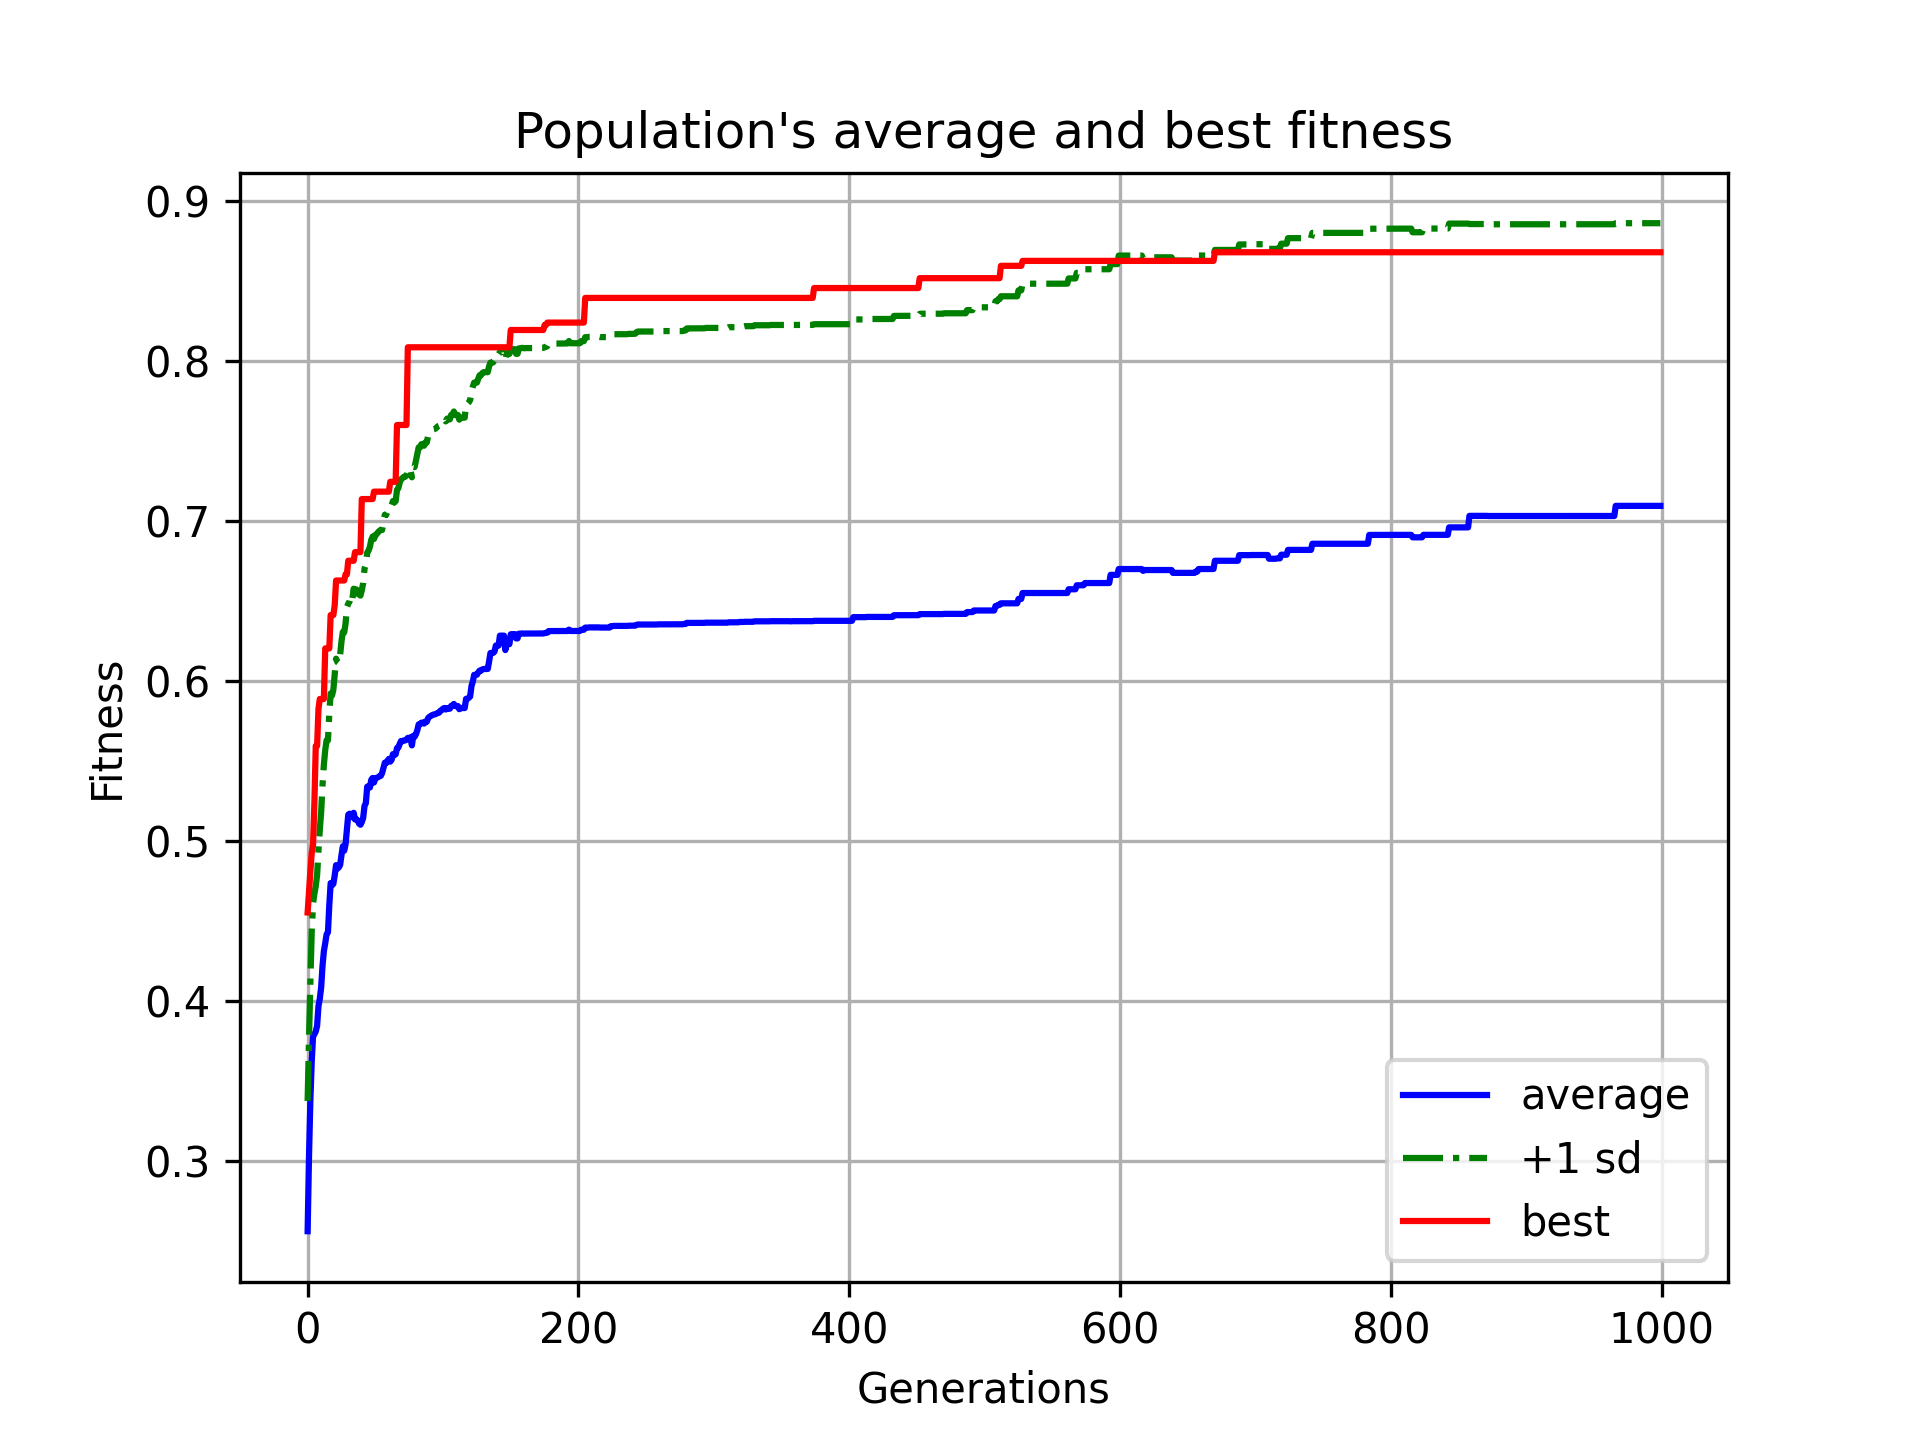 Population's average and best fitness
0.9
0.8
0.7
0.6
0.5
0.4
0.3
Fitness
0 200 400 600 800 1000
Generations
average
+1 sd
best